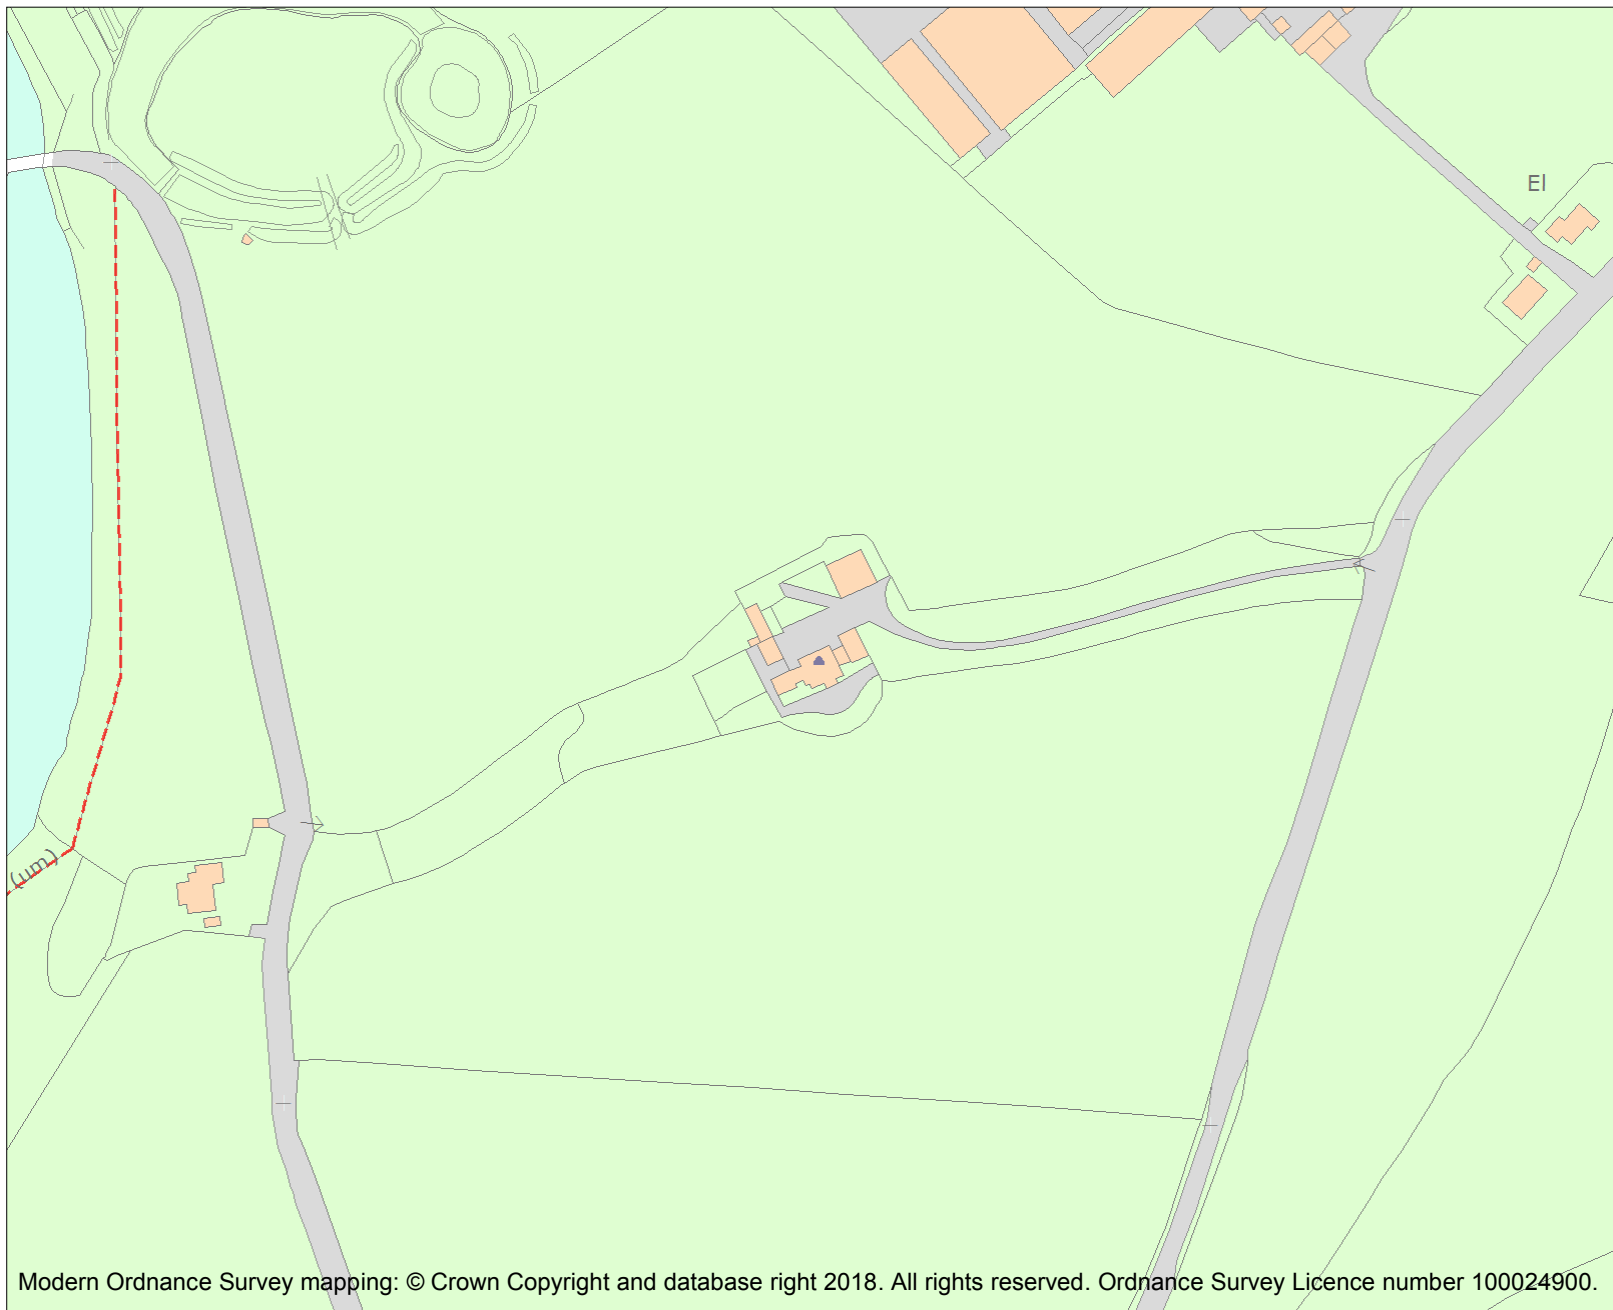 El
(um)
Modern Ordnance Survey mapping: © Crown Copyright and database right 2018. All rights reserved. Ordnance Survey Licence number 100024900.